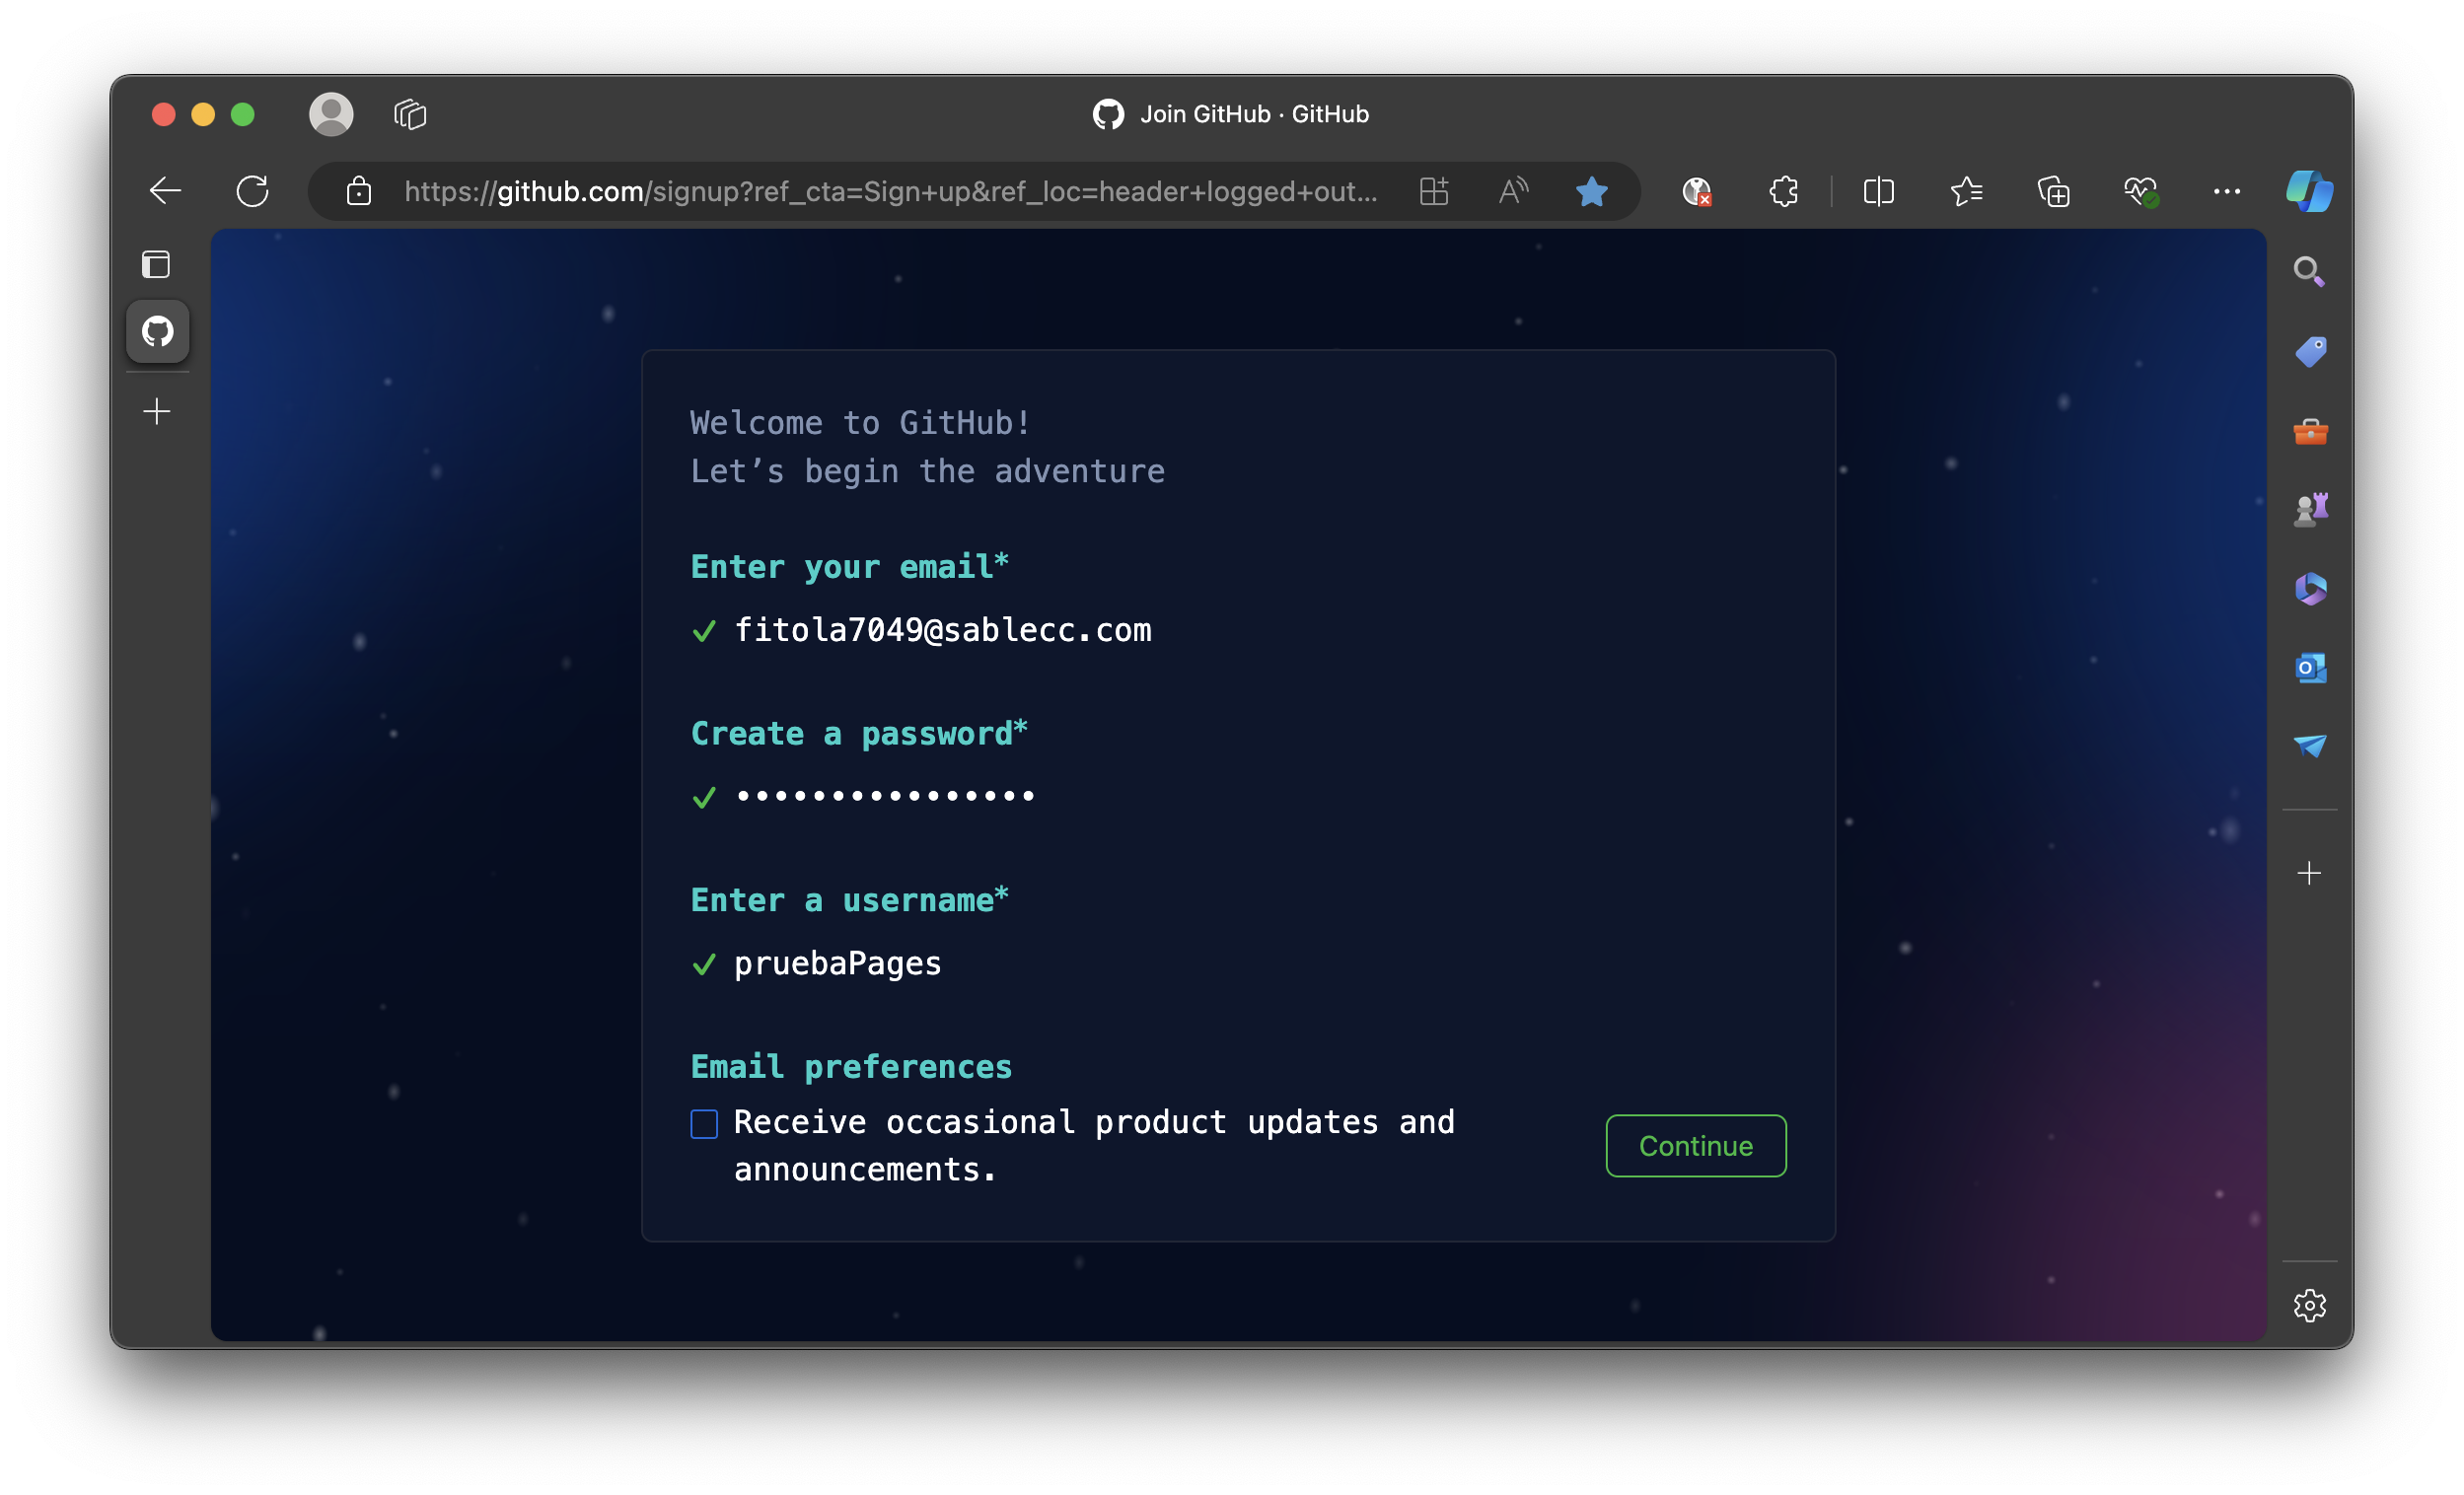 Join GitHub · GitHub
https://github.com/signup?ref_cta=Sign+up&ref_loc=header+logged+out...
Welcome to GitHub!
Let’s begin the adventure
Enter your email*
✓ fitola7049@sablecc.com
Create a password*
✓ ••••••••••••••••
Enter a username*
✓ pruebaPages
Email preferences
Receive occasional product updates and
announcements.
Continue